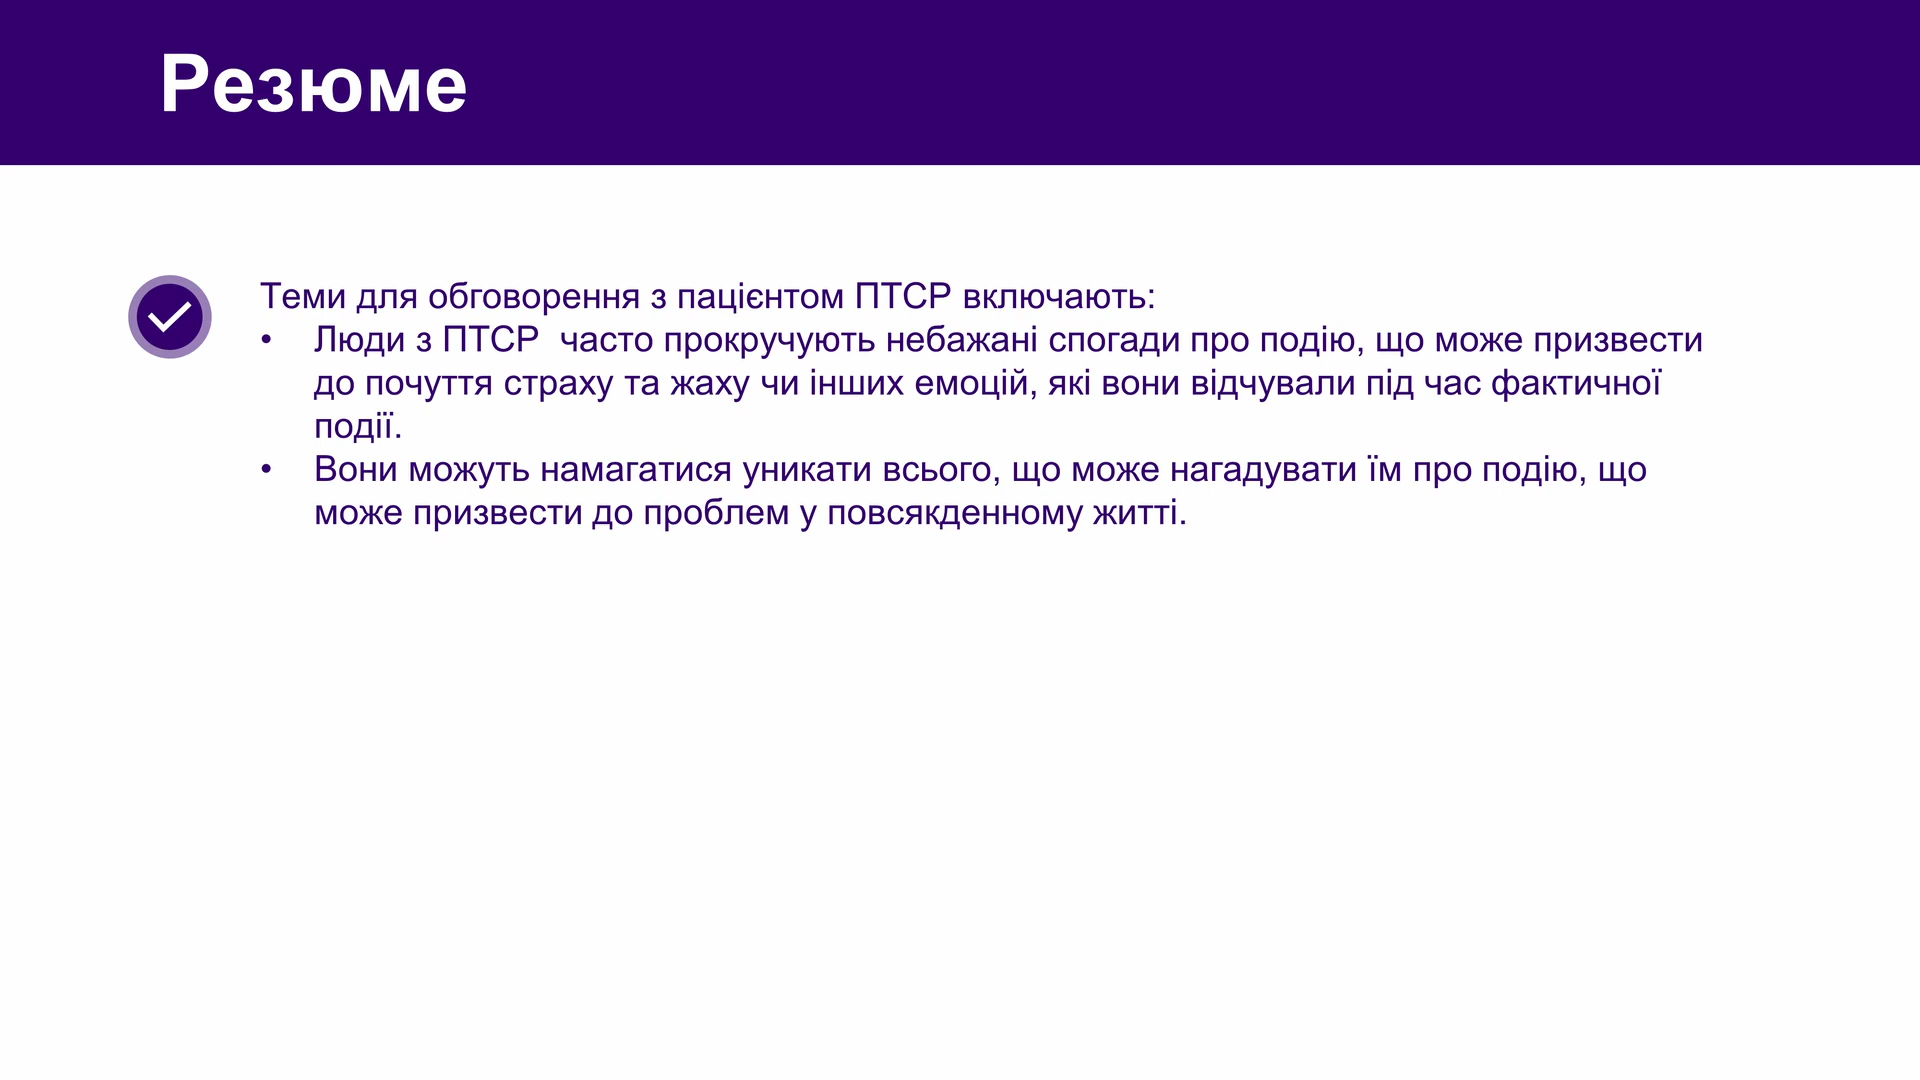 Резюме
Теми для обговорення з пацієнтом ПТСР включають:
• Люди з ПТСР  часто прокручують небажані спогади про подію, що може призвести
до почуття страху та жаху чи інших емоцій, які вони відчували під час фактичної
події.
• Вони можуть намагатися уникати всього, що може нагадувати їм про подію, що
може призвести до проблем у повсякденному житті.